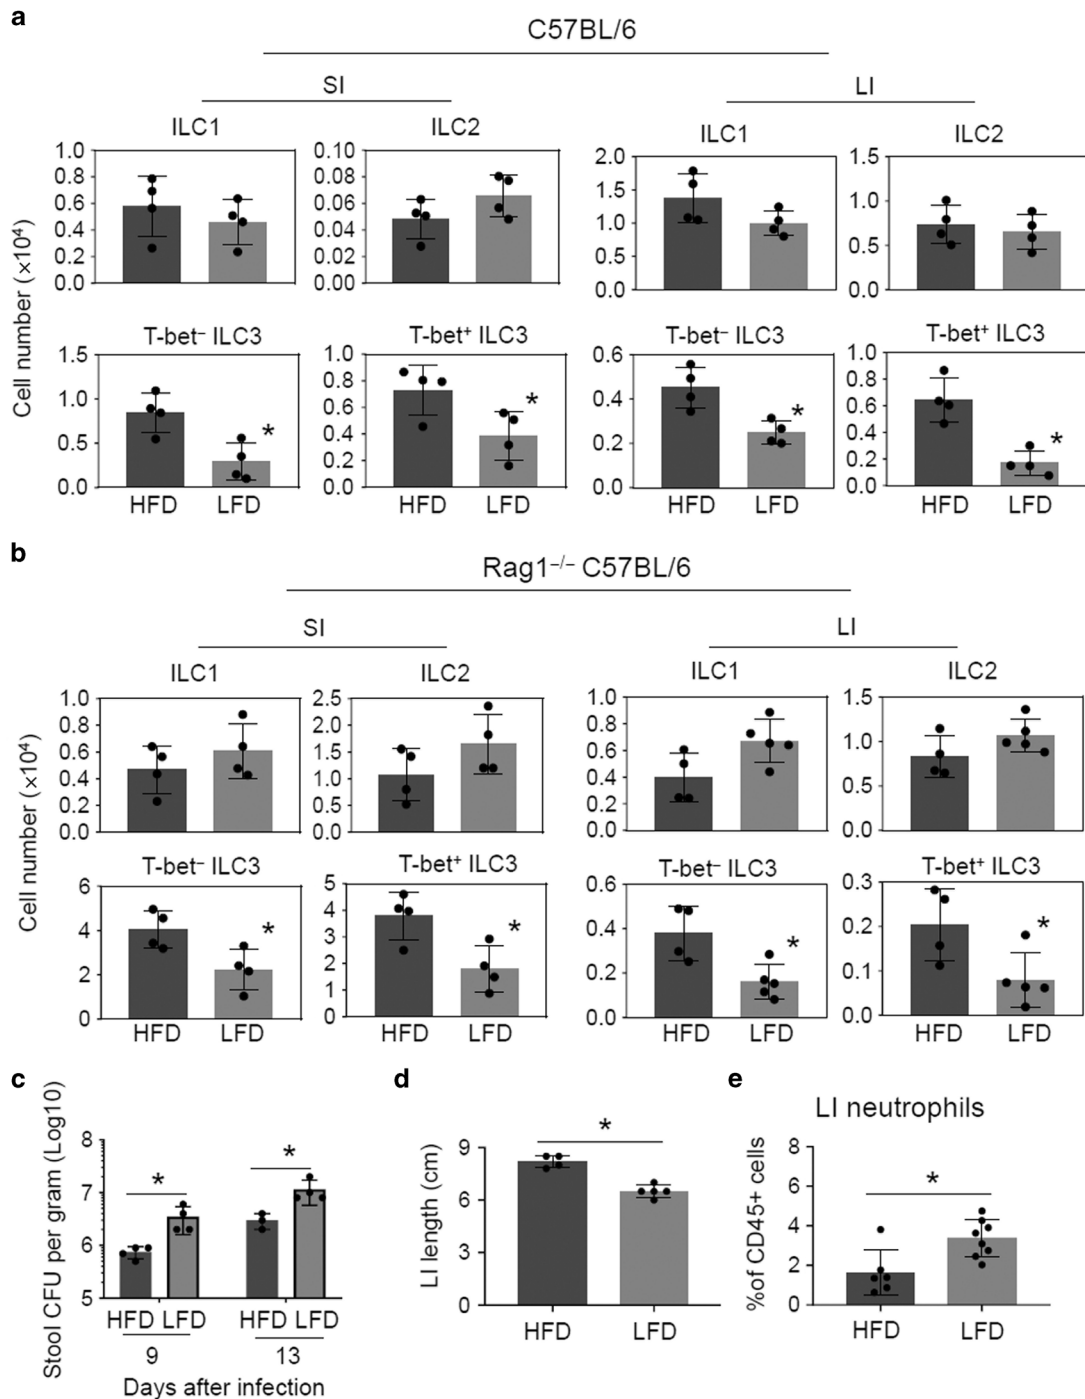 a
C57BL/6
SI
LI
ILC1
ILC2
ILC1
ILC2
Cell number (×10⁴)
1.0
0.8
0.6
0.4
0.2
0.0
0.10
0.08
0.06
0.04
0.02
0.00
2.0
1.5
1.0
0.5
0.0
1.5
1.0
0.5
0.0
T-bet⁻ ILC3
T-bet⁺ ILC3
T-bet⁻ ILC3
T-bet⁺ ILC3
1.5
1.0
0.5
0.0
*
1.0
0.8
0.6
0.4
0.2
0.0
*
0.6
0.4
0.2
0.0
*
1.0
0.8
0.6
0.4
0.2
0.0
*
HFD LFD
HFD LFD
HFD LFD
HFD LFD
b
Rag1⁻/⁻ C57BL/6
SI
LI
ILC1
ILC2
ILC1
ILC2
Cell number (×10⁴)
1.0
0.8
0.6
0.4
0.2
0.0
2.5
2.0
1.5
1.0
0.5
0.0
1.0
0.8
0.6
0.4
0.2
0.0
1.5
1.0
0.5
0.0
T-bet⁻ ILC3
T-bet⁺ ILC3
T-bet⁻ ILC3
T-bet⁺ ILC3
6
4
2
0
*
5
4
3
2
1
0
*
0.6
0.4
0.2
0.0
*
0.3
0.2
0.1
0.0
*
HFD LFD
HFD LFD
HFD LFD
HFD LFD
c
Stool CFU per gram (Log10)
8
7
6
5
*
*
HFD LFD
HFD LFD
9
13
Days after infection
d
LI length (cm)
9
6
3
0
*
HFD LFD
e
LI neutrophils
%of CD45+ cells
8
6
4
2
0
*
HFD LFD